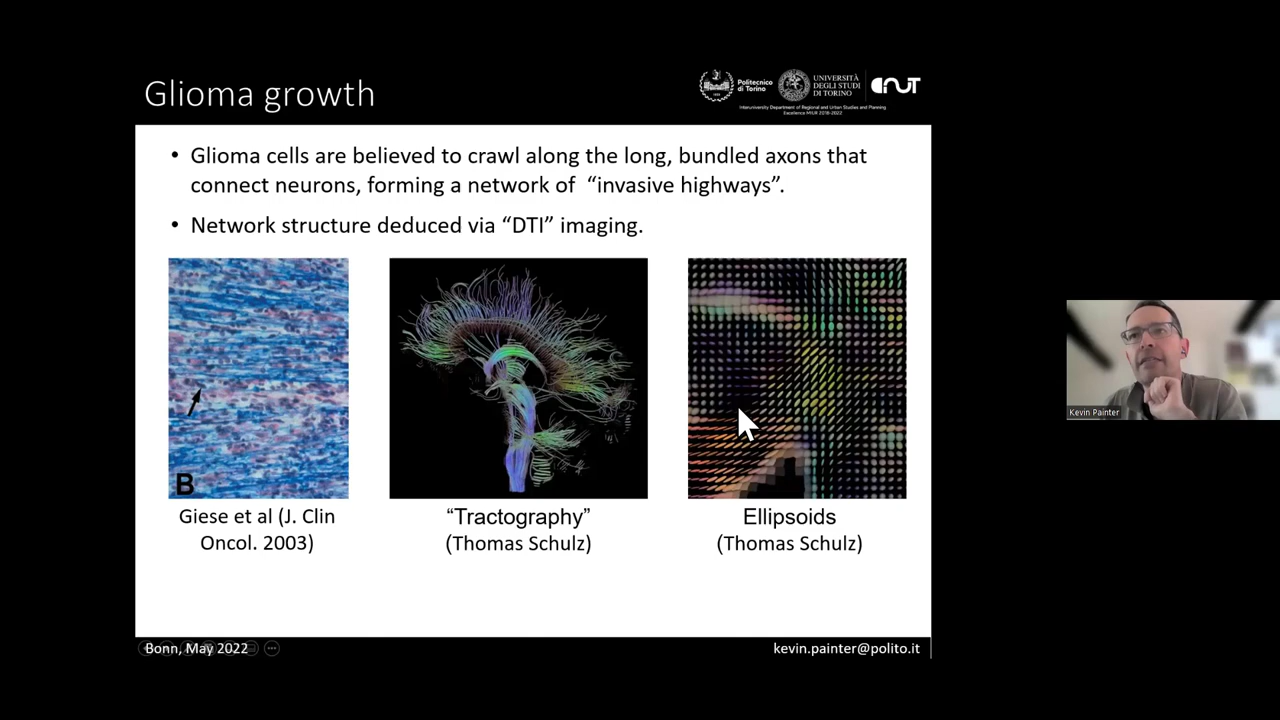 Glioma growth
Politecnico
di Torino
UNIVERSITÀ
DEGLI STUDI
DI TORINO
Interuniversity Department of Regional and Urban Studies and Planning
Excellence MIUR 2018-2022
• Glioma cells are believed to crawl along the long, bundled axons that
connect neurons, forming a network of “invasive highways”.
• Network structure deduced via “DTI” imaging.
B
Giese et al (J. Clin
Oncol. 2003)
“Tractography”
(Thomas Schulz)
Ellipsoids
(Thomas Schulz)
Kevin Painter
Bonn, May 2022
kevin.painter@polito.it